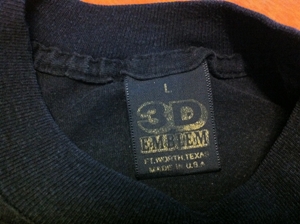 L
3D
EMBLEM
FT. WORTH, TEXAS
MADE IN U.S.A